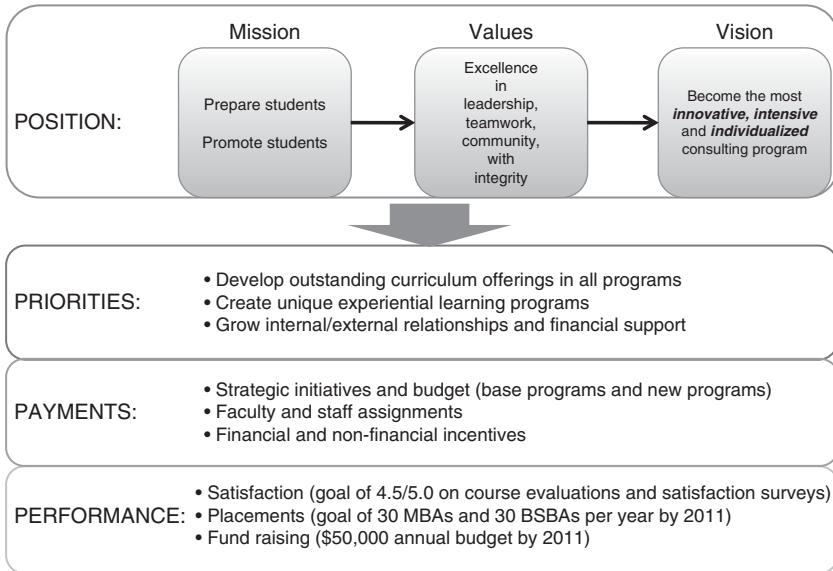 Mission
Values
Vision
POSITION:
Prepare students
Promote students
Excellence
in
leadership,
teamwork,
community,
with
integrity
Become the most
innovative, intensive
and individualized
consulting program
PRIORITIES:
• Develop outstanding curriculum offerings in all programs
• Create unique experiential learning programs
• Grow internal/external relationships and financial support
PAYMENTS:
• Strategic initiatives and budget (base programs and new programs)
• Faculty and staff assignments
• Financial and non-financial incentives
PERFORMANCE:
• Satisfaction (goal of 4.5/5.0 on course evaluations and satisfaction surveys)
• Placements (goal of 30 MBAs and 30 BSBAs per year by 2011)
• Fund raising ($50,000 annual budget by 2011)